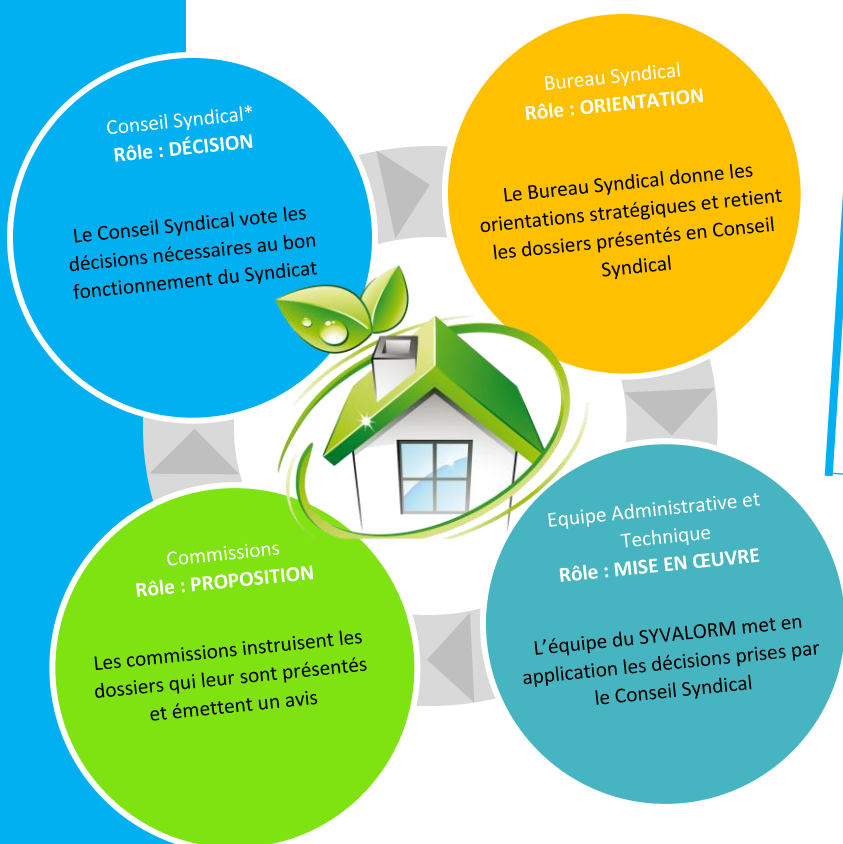 Conseil Syndical*
Rôle : DÉCISION
Le Conseil Syndical vote les
décisions nécessaires au bon
fonctionnement du Syndicat
Bureau Syndical
Rôle : ORIENTATION
Le Bureau Syndical donne les
orientations stratégiques et retient
les dossiers présentés en Conseil
Syndical
Equipe Administrative et
Technique
Rôle : MISE EN ŒUVRE
L’équipe du SYVALORM met en
application les décisions prises par
le Conseil Syndical
Commissions
Rôle : PROPOSITION
Les commissions instruisent les
dossiers qui leur sont présentés
et émettent un avis